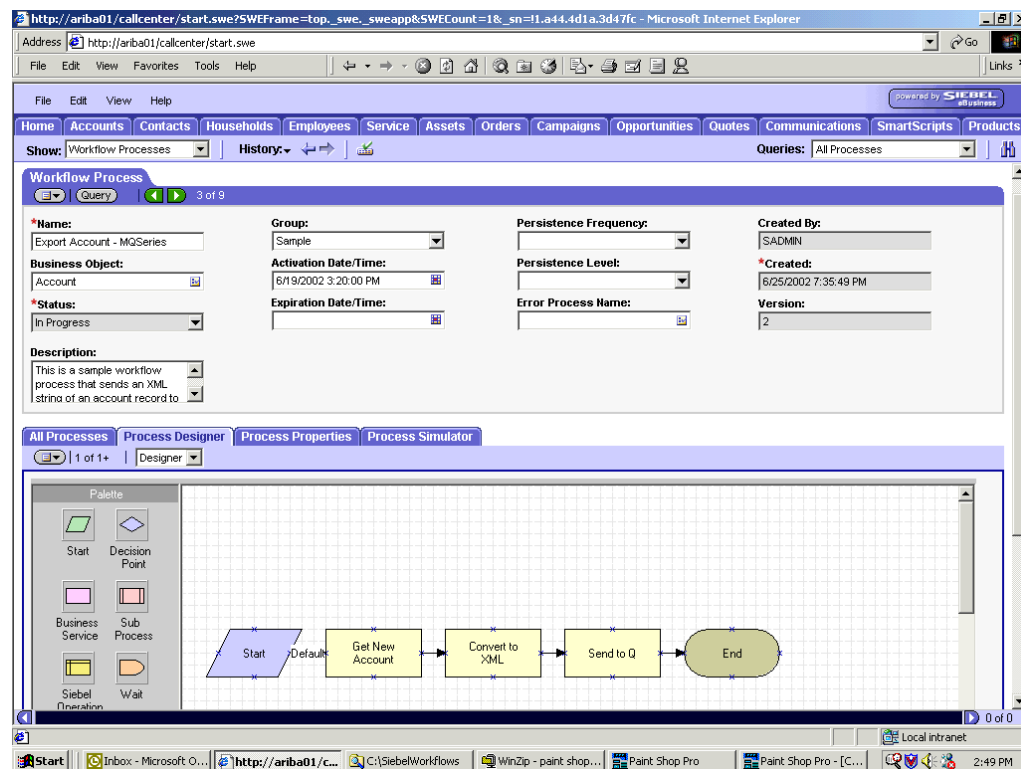 http://ariba01/callcenter/start.swe?SWEFrame=top._swe._sweapp&SWECount=1&_sn=!1.a44.4d1a.3d47fc - Microsoft Internet Explorer
Address http://ariba01/callcenter/start.swe Go
File Edit View Favorites Tools Help Links
File Edit View Help powered by SIEBEL eBusiness
Home Accounts Contacts Households Employees Service Assets Orders Campaigns Opportunities Quotes Communications SmartScripts Products
Show: Workflow Processes History: Queries: All Processes
Workflow Process
Query 3 of 9
*Name: Group: Persistence Frequency: Created By:
Export Account - MQSeries Sample SADMIN
Business Object: Activation Date/Time: Persistence Level: *Created:
Account 6/19/2002 3:20:00 PM 6/25/2002 7:35:49 PM
*Status: Expiration Date/Time: Error Process Name: Version:
In Progress 2
Description:
This is a sample workflow
process that sends an XML
string of an account record to
All Processes Process Designer Process Properties Process Simulator
1 of 1+ Designer
Palette
Start Decision Point
Business Service Sub Process
Siebel Operation Wait
Start Default Get New Account Convert to XML Send to Q End
0 of 0
Local intranet
Start Inbox - Microsoft O... http://ariba01/c... C:\SiebelWorkflows WinZip - paint shop... Paint Shop Pro Paint Shop Pro - [C... 2:49 PM